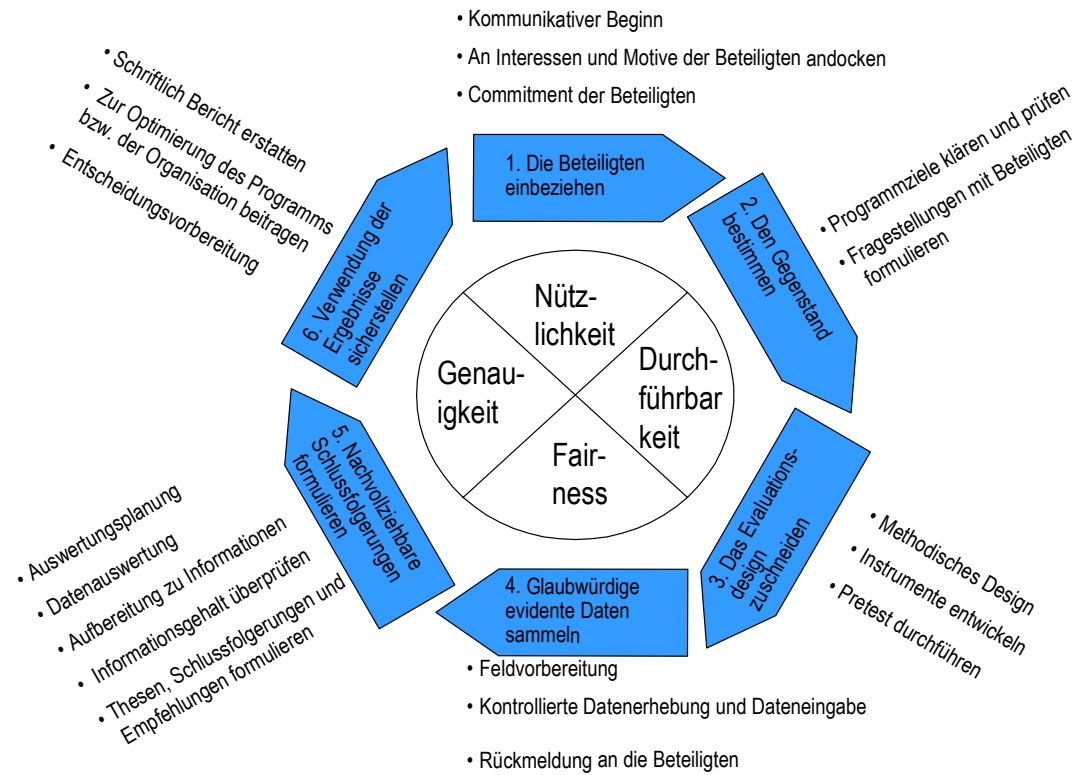 • Kommunikativer Beginn
• An Interessen und Motive der Beteiligten andocken
• Commitment der Beteiligten
1. Die Beteiligten
einbeziehen
2. Den Gegenstand
bestimmen
• Programmziele klären und prüfen
• Fragestellungen mit Beteiligten
formulieren
3. Das Evaluations-
design
zuschneiden
• Methodisches Design
• Instrumente entwickeln
• Pretest durchführen
4. Glaubwürdige
evidente Daten
sammeln
• Feldvorbereitung
• Kontrollierte Datenerhebung und Dateneingabe
• Rückmeldung an die Beteiligten
5. Nachvollziehbare
Schlussfolgerungen
formulieren
• Auswertungsplanung
• Datenauswertung
• Aufbereitung zu Informationen
• Informationsgehalt überprüfen
• Thesen, Schlussfolgerungen und
Empfehlungen formulieren
6. Verwendung der
Ergebnisse
sicherstellen
• Schriftlich Bericht erstatten
• Zur Optimierung des Programms
bzw. der Organisation beitragen
• Entscheidungsvorbereitung
Nütz-
lichkeit
Durch-
führbar
keit
Fair-
ness
Genau-
igkeit